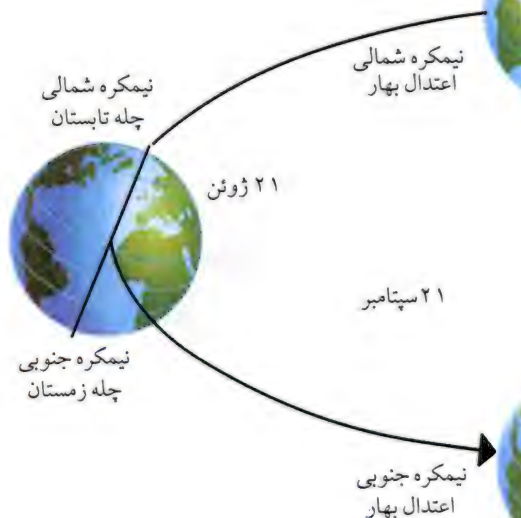 نیمکره شمالی
اعتدال بهار
نیمکره شمالی
چله تابستان
۲۱ ژوئن
۲۱ سپتامبر
نیمکره جنوبی
چله زمستان
نیمکره جنوبی
اعتدال بهار